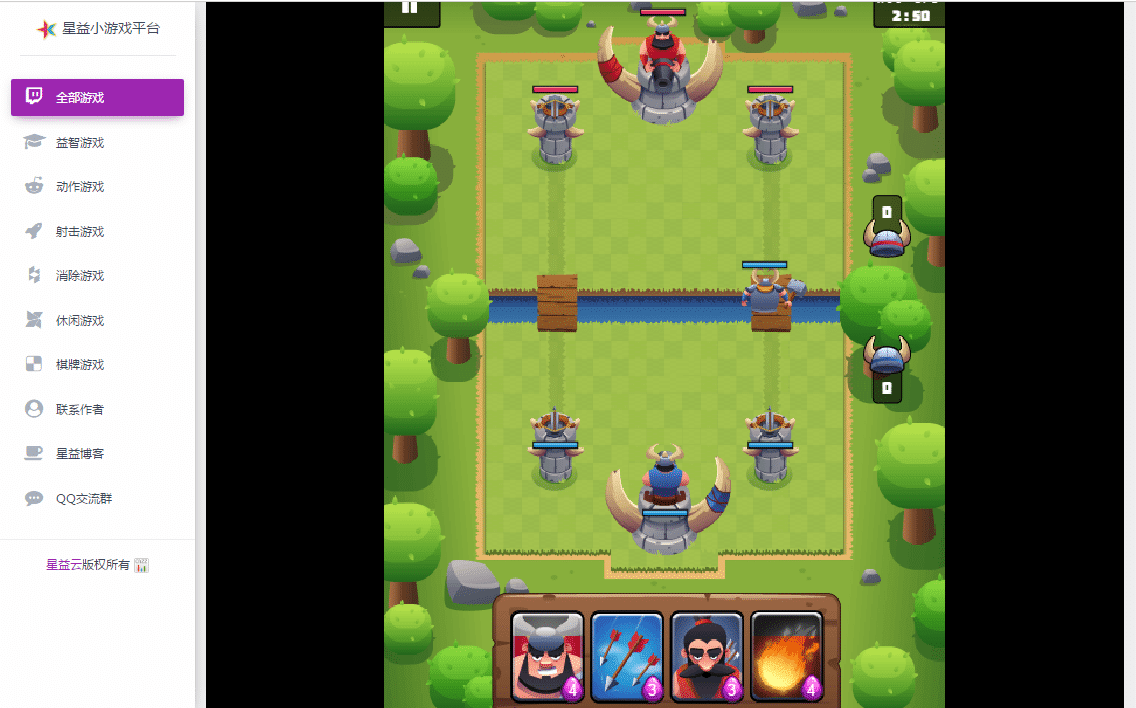 星益小游戏平台
全部游戏
益智游戏
动作游戏
射击游戏
消除游戏
休闲游戏
棋牌游戏
联系作者
星益博客
QQ交流群
星益云版权所有
2:50
0
0
4
3
3
4